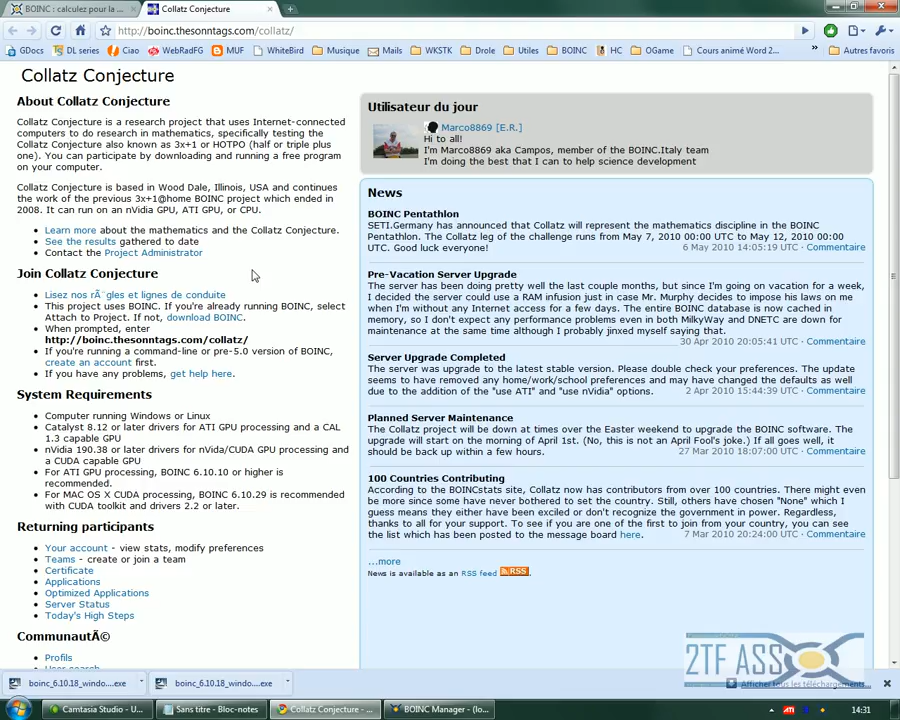 BOINC : calculez pour la ...
Collatz Conjecture
http://boinc.thesonntags.com/collatz/
GDocs
DL series
Ciao
WebRadFG
MUF
WhiteBird
Musique
Mails
WKSTK
Drole
Utiles
BOINC
HC
OGame
Cours animé Word 2...
»
Autres favoris
Collatz Conjecture
About Collatz Conjecture
Collatz Conjecture is a research project that uses Internet-connected
computers to do research in mathematics, specifically testing the
Collatz Conjecture also known as 3x+1 or HOTPO (half or triple plus
one). You can participate by downloading and running a free program
on your computer.
Collatz Conjecture is based in Wood Dale, Illinois, USA and continues
the work of the previous 3x+1@home BOINC project which ended in
2008. It can run on an nVidia GPU, ATI GPU, or CPU.
• Learn more about the mathematics and the Collatz Conjecture.
• See the results gathered to date
• Contact the Project Administrator
Join Collatz Conjecture
• Lisez nos rÃ¨gles et lignes de conduite
• This project uses BOINC. If you're already running BOINC, select
Attach to Project. If not, download BOINC.
• When prompted, enter
http://boinc.thesonntags.com/collatz/
• If you're running a command-line or pre-5.0 version of BOINC,
create an account first.
• If you have any problems, get help here.
System Requirements
• Computer running Windows or Linux
• Catalyst 8.12 or later drivers for ATI GPU processing and a CAL
1.3 capable GPU
• nVidia 190.38 or later drivers for nVida/CUDA GPU processing and
a CUDA capable GPU
• For ATI GPU processing, BOINC 6.10.10 or higher is
recommended.
• For MAC OS X CUDA processing, BOINC 6.10.29 is recommended
with CUDA toolkit and drivers 2.2 or later.
Returning participants
• Your account - view stats, modify preferences
• Teams - create or join a team
• Certificate
• Applications
• Optimized Applications
• Server Status
• Today's High Steps
CommunautÃ©
• Profils
• User search
Utilisateur du jour
Marco8869 [E.R.]
Hi to all!
I'm Marco8869 aka Campos, member of the BOINC.Italy team
I'm doing the best that I can to help science development
News
BOINC Pentathlon
SETI.Germany has announced that Collatz will represent the mathematics discipline in the BOINC
Pentathlon. The Collatz leg of the challenge runs from May 7, 2010 00:00 UTC to May 12, 2010 00:00
UTC. Good luck everyone!
6 May 2010 14:05:19 UTC · Commentaire
Pre-Vacation Server Upgrade
The server has been doing pretty well the last couple months, but since I'm going on vacation for a week,
I decided the server could use a RAM infusion just in case Mr. Murphy decides to impose his laws on me
when I'm without any Internet access for a few days. The entire BOINC database is now cached in
memory, so I don't expect any performance problems even in both MilkyWay and DNETC are down for
maintenance at the same time although I probably jinxed myself saying that.
30 Apr 2010 20:05:41 UTC · Commentaire
Server Upgrade Completed
The server was upgrade to the latest stable version. Please double check your preferences. The update
seems to have removed any home/work/school preferences and may have changed the defaults as well
due to the addition of the "use ATI" and "use nVidia" options.
2 Apr 2010 15:44:39 UTC · Commentaire
Planned Server Maintenance
The Collatz project will be down at times over the Easter weekend to upgrade the BOINC software. The
upgrade will start on the morning of April 1st. (No, this is not an April Fool's joke.) If all goes well, it
should be back up within a few hours.
27 Mar 2010 18:07:00 UTC · Commentaire
100 Countries Contributing
According to the BOINCstats site, Collatz now has contributors from over 100 countries. There might even
be more since some have never bothered to set the country. Still, others have chosen "None" which I
guess means they either have been exciled or don't recognize the government in power. Regardless,
thanks to all for your support. To see if you are one of the first to join from your country, you can see
the list which has been posted to the message board here.
7 Mar 2010 20:24:00 UTC · Commentaire
...more
News is available as an RSS feed RSS.
2TF ASSO
boinc_6.10.18_windo....exe
boinc_6.10.18_windo....exe
Afficher tous les téléchargements...
Camtasia Studio - U...
Sans titre - Bloc-notes
Collatz Conjecture - ...
BOINC Manager - (lo...
ATI
14:31